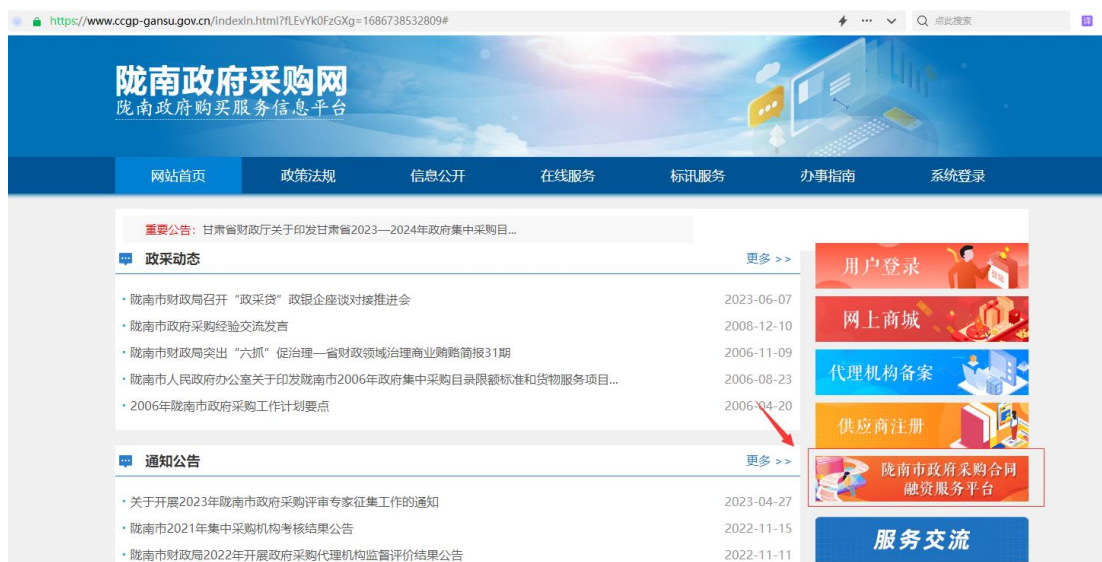 https://www.ccgp-gansu.gov.cn/indexln.html?fLEvYk0FzGXg=1686738532809#
点此搜索
译
陇南政府采购网
陇南政府购买服务信息平台
网站首页 政策法规 信息公开 在线服务 标讯服务 办事指南 系统登录
重要公告：甘肃省财政厅关于印发甘肃省2023—2024年政府集中采购目...
政采动态 更多 >>
陇南市财政局召开“政采贷”政银企座谈对接推进会 2023-06-07
陇南市政府采购经验交流发言 2008-12-10
陇南市财政局突出“六抓”促治理—省财政领域治理商业贿赂简报31期 2006-11-09
陇南市人民政府办公室关于印发陇南市2006年政府集中采购目录限额标准和货物服务项目... 2006-08-23
2006年陇南市政府采购工作计划要点 2006-04-20
通知公告 更多 >>
关于开展2023年陇南市政府采购评审专家征集工作的通知 2023-04-27
陇南市2021年集中采购机构考核结果公告 2022-11-15
陇南市财政局2022年开展政府采购代理机构监督评价结果公告 2022-11-11
用户登录
网上商城
代理机构备案
供应商注册
陇南市政府采购合同
融资服务平台
服务交流